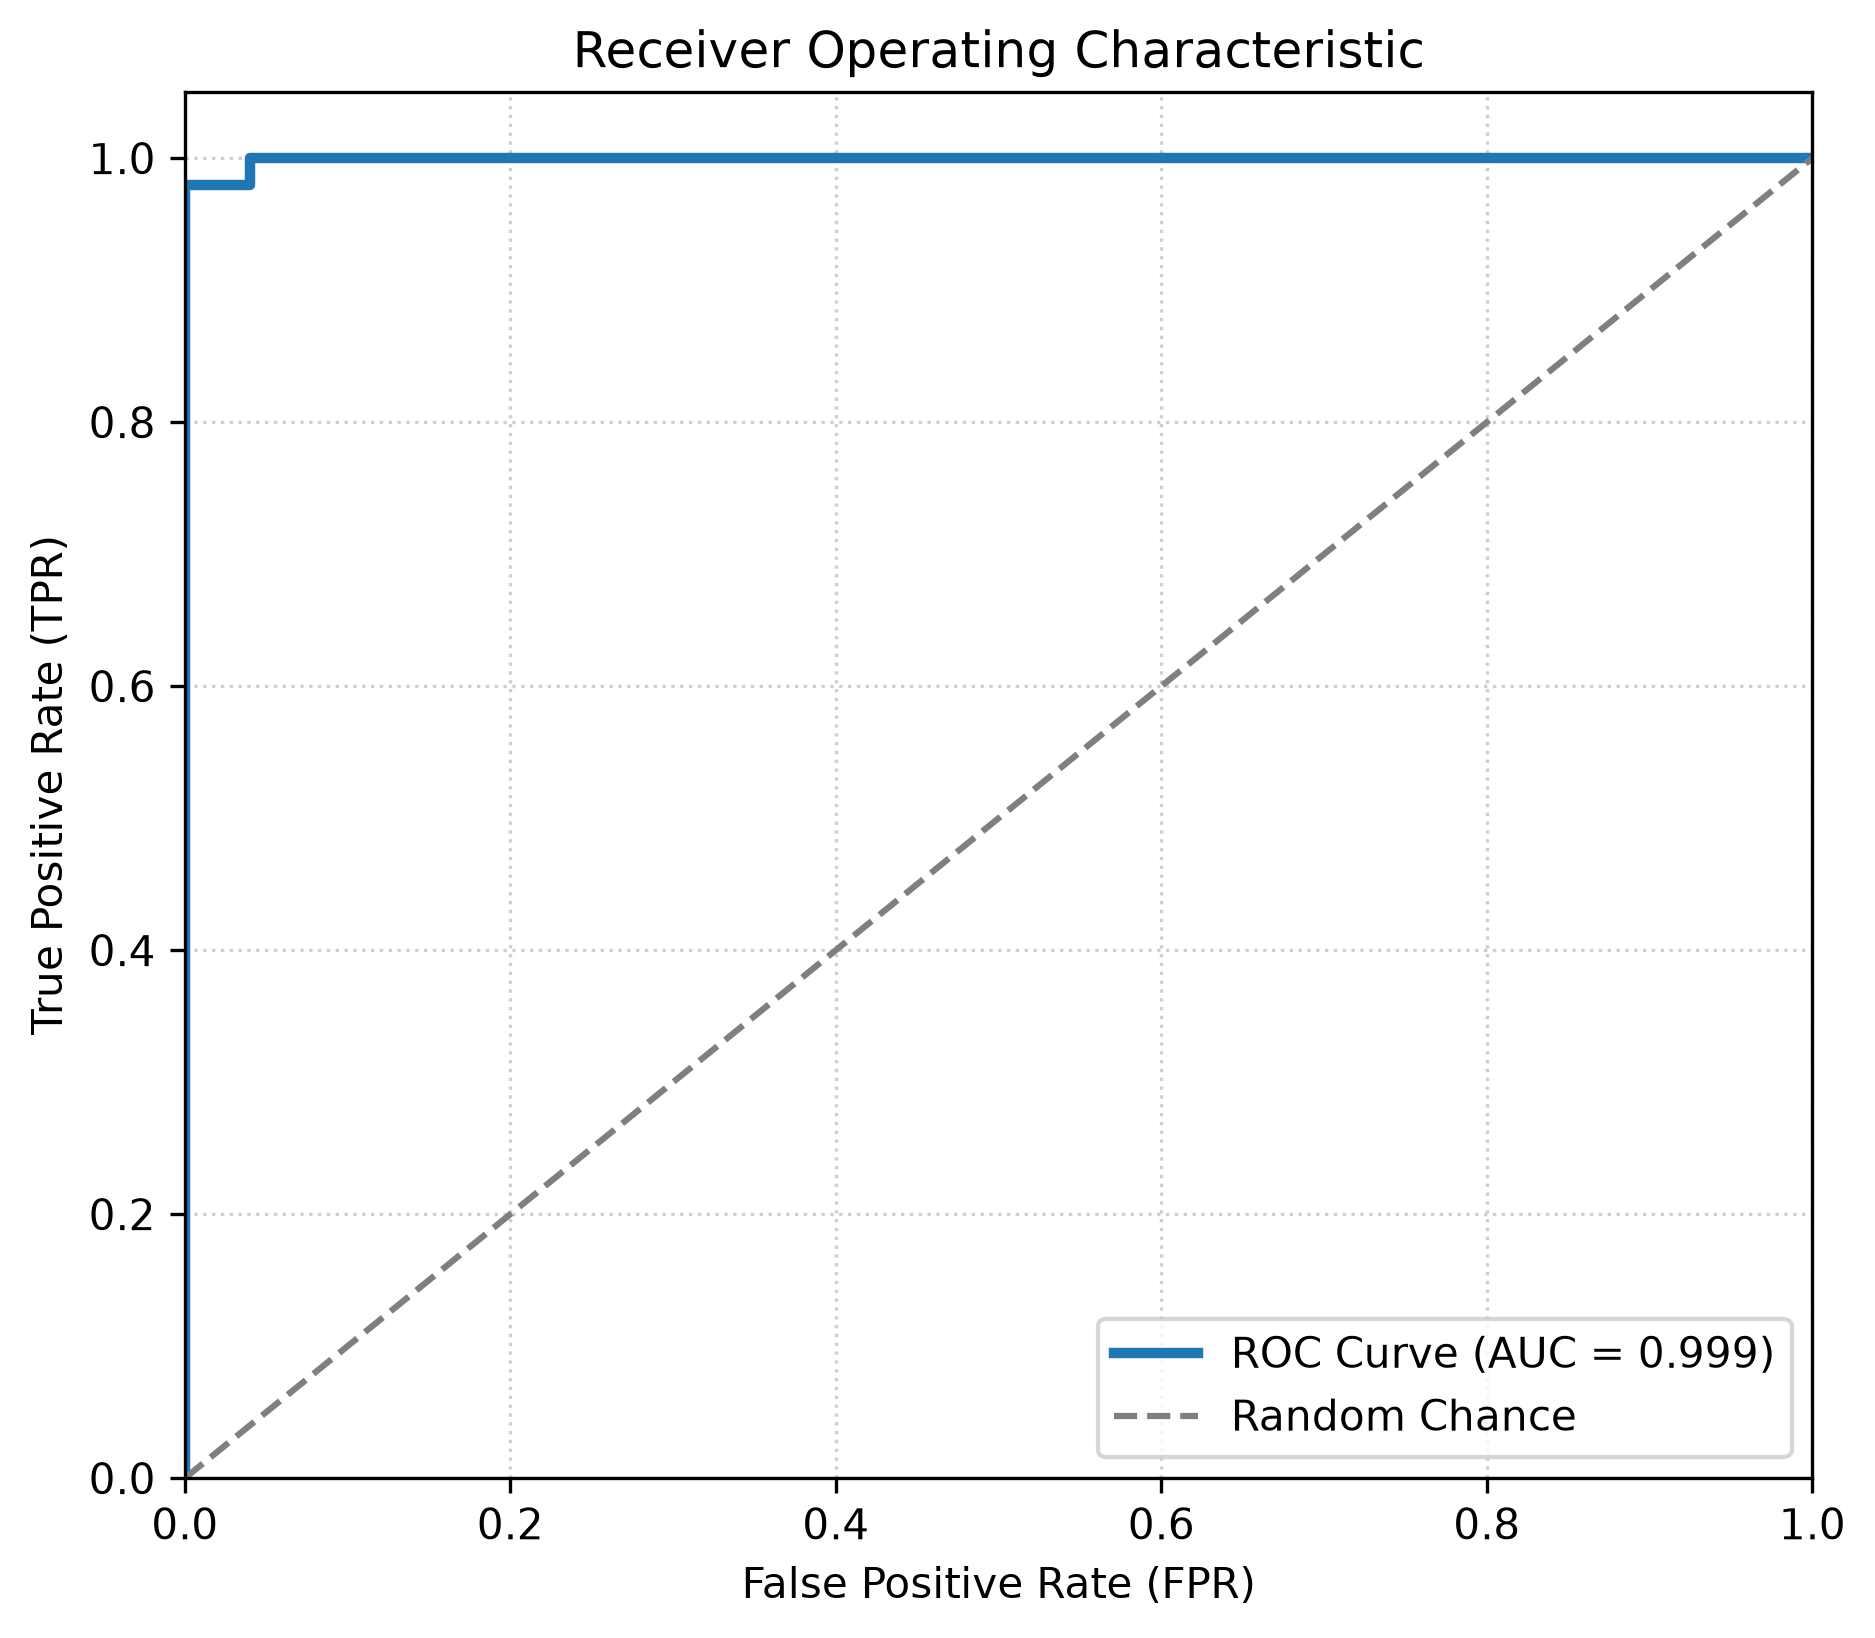 Receiver Operating Characteristic
1.0
0.8
0.6
0.4
0.2
0.0
True Positive Rate (TPR)
ROC Curve (AUC = 0.999)
Random Chance
0.0 0.2 0.4 0.6 0.8 1.0
False Positive Rate (FPR)